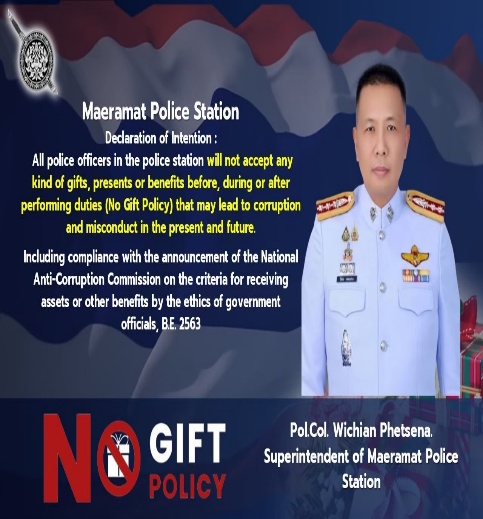 Maeramat Police Station
Declaration of Intention :
All police officers in the police station will not accept any
kind of gifts, presents or benefits before, during or after
performing duties (No Gift Policy) that may lead to corruption
and misconduct in the present and future.
Including compliance with the announcement of the National
Anti-Corruption Commission on the criteria for receiving
assets or other benefits by the ethics of government
officials, B.E. 2563
NO GIFT
POLICY
Pol.Col. Wichian Phetsena.
Superintendent of Maeramat Police
Station